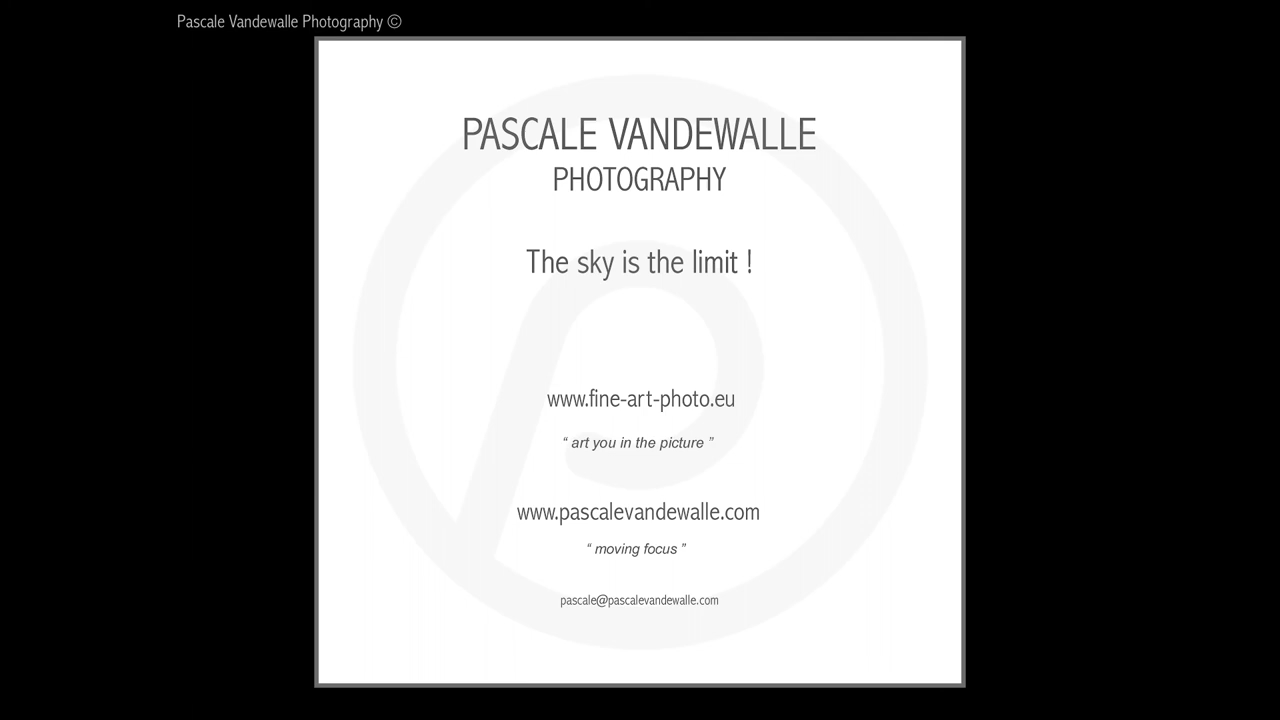 Pascale Vandewalle Photography ©
PASCALE VANDEWALLE
PHOTOGRAPHY
The sky is the limit !
www.fine-art-photo.eu
“ art you in the picture ”
www.pascalevandewalle.com
“ moving focus ”
pascale@pascalevandewalle.com